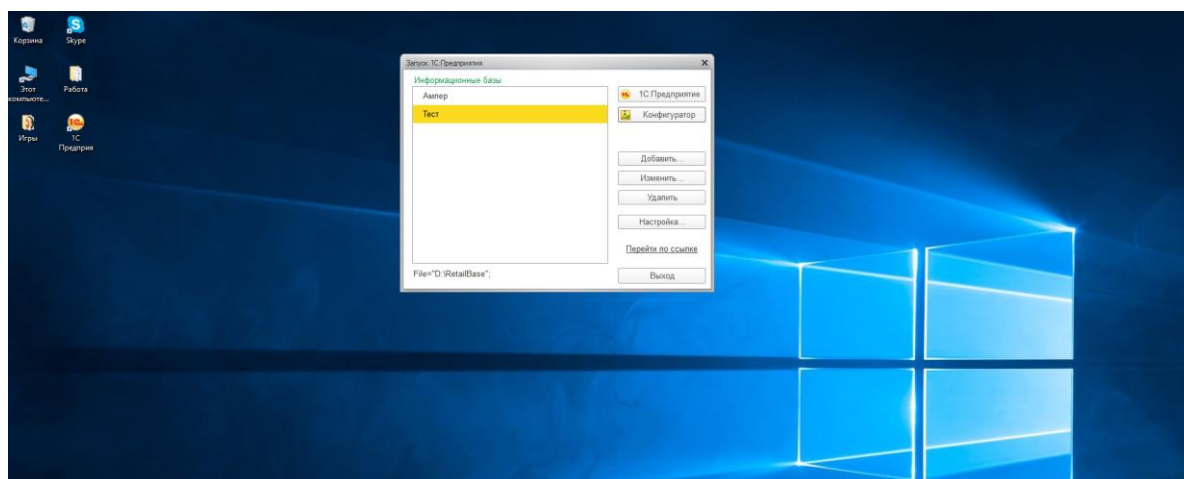 Корзина
Skype
Этот
компьюте...
Работа
Игры
1С
Предприя
Запуск 1С:Предприятия
Информационные базы
Ампер
Тест
1С:Предприятие
Конфигуратор
Добавить...
Изменить...
Удалить
Настройка...
Перейти по ссылке
File="D:\RetailBase";
Выход